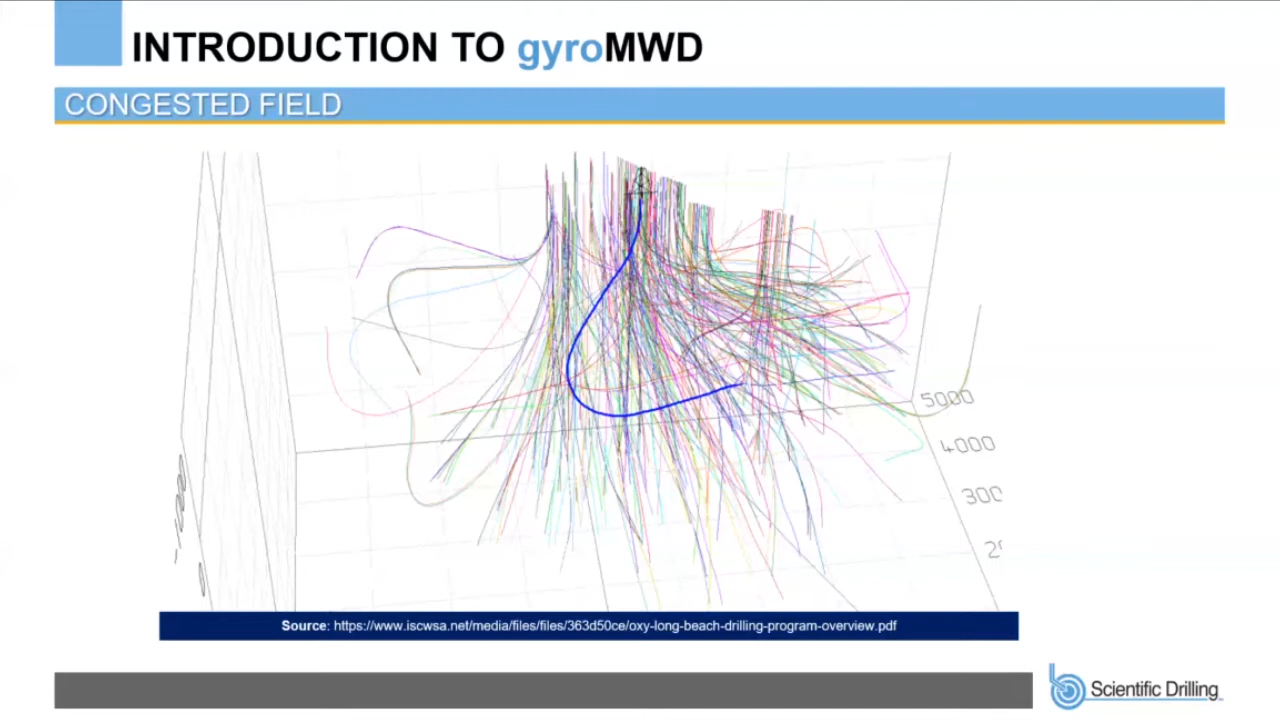 INTRODUCTION TO gyroMWD
CONGESTED FIELD
5000
4000
300
Source: https://www.iscwsa.net/media/files/files/363d50ce/oxy-long-beach-drilling-program-overview.pdf
Scientific Drilling